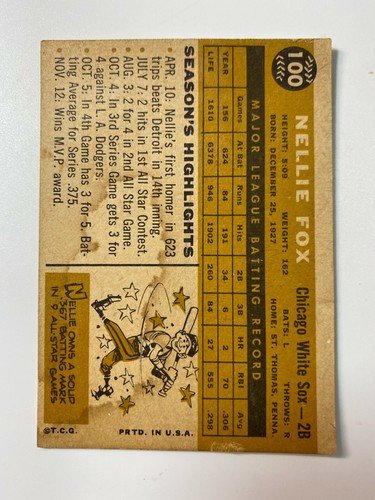 100
NELLIE FOX
Chicago White Sox—2B
HEIGHT: 5:09 WEIGHT: 162 BATS: L THROWS: R
BORN: DECEMBER 25, 1927 HOME: ST. THOMAS, PENNA.
MAJOR LEAGUE BATTING RECORD
Games At Bat Runs Hits 2B 3B HR RBI Avg.
YEAR 156 624 84 191 34 6 2 70 .306
LIFE 1610 6378 946 1902 260 84 27 555 .298
SEASON'S HIGHLIGHTS
• APR. 10: Nellie's first homer in 623
trips beats Detroit in 14th inning.
JULY 7: 2 hits in 1st All Star Contest.
AUG. 3: 2 for 4 in 2nd All Star Game.
OCT. 4: In 3rd Series Game gets 3 for
4 against L. A. Dodgers.
• OCT. 5: In 4th Game has 3 for 5. Bat-
ting Average for Series, .375.
• NOV. 12: Wins M.V.P. award.
NELLIE OWNS A SOLID
.367 BATTING MARK
IN 9 ALL-STAR GAMES
©T.C.G. PRTD. IN U.S.A.